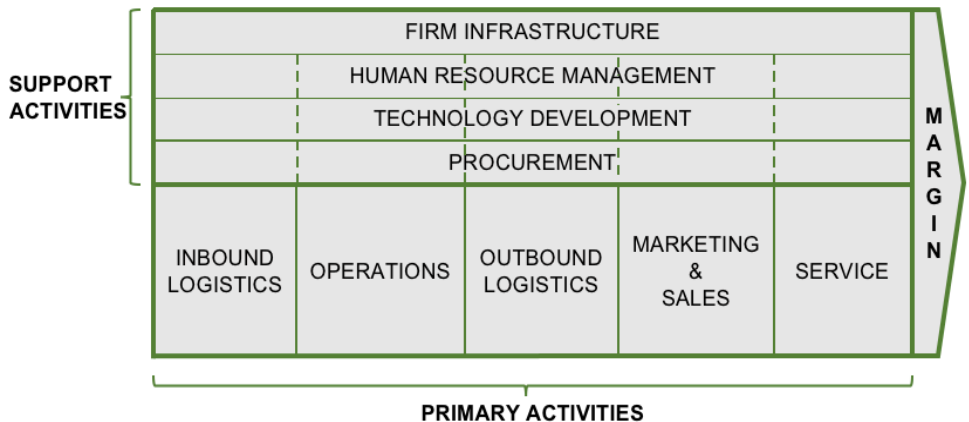 FIRM INFRASTRUCTURE
HUMAN RESOURCE MANAGEMENT
TECHNOLOGY DEVELOPMENT
PROCUREMENT
SUPPORT
ACTIVITIES
INBOUND
LOGISTICS
OPERATIONS
OUTBOUND
LOGISTICS
MARKETING
&
SALES
SERVICE
MARGIN
PRIMARY ACTIVITIES